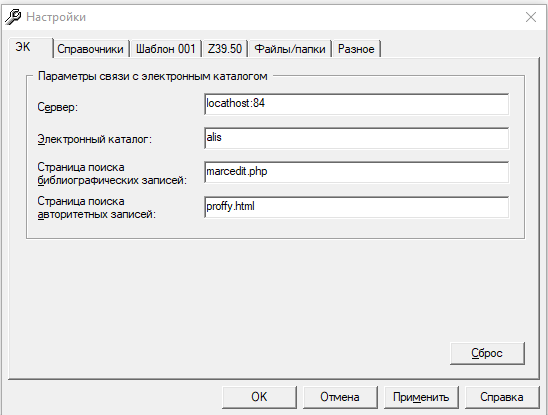 Настройки
ЭК Справочники Шаблон 001 Z39.50 Файлы/папки Разное
Параметры связи с электронным каталогом
Сервер: locathost:84
Электронный каталог: alis
Страница поиска
библиографических записей: marcedit.php
Страница поиска
авторитетных записей: proffy.html
Сброс
OK Отмена Применить Справка